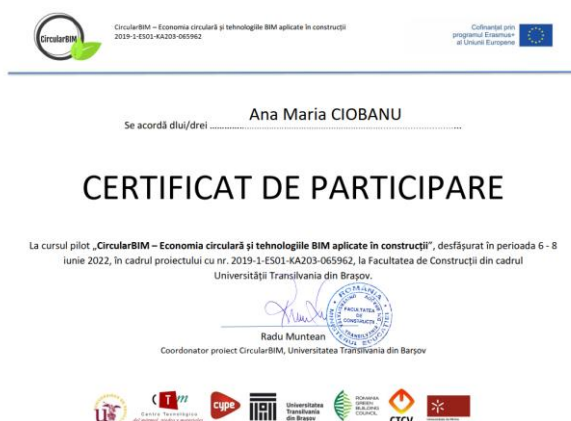 CircularBIM
CircularBIM – Economia circulară și tehnologiile BIM aplicate în construcții
2019-1-ES01-KA203-065962
Cofinanțat prin
programul Erasmus+
al Uniunii Europene
Se acordă dlui/drei ............ Ana Maria CIOBANU
CERTIFICAT DE PARTICIPARE
La cursul pilot „CircularBIM – Economia circulară și tehnologiile BIM aplicate în construcții”, desfășurat în perioada 6 - 8
iunie 2022, în cadrul proiectului cu nr. 2019-1-ES01-KA203-065962, la Facultatea de Construcții din cadrul
Universității Transilvania din Brașov.
ROMANIA
FACULTATEA
DE
CONSTRUCȚII
Radu Muntean
Coordonator proiect CircularBIM, Universitatea Transilvania din Barșov
CTm
Centro Tecnológico
cype
Universitatea
Transilvania
din Brașov
ROMANIA
GREEN
BUILDING
COUNCIL
CTCV